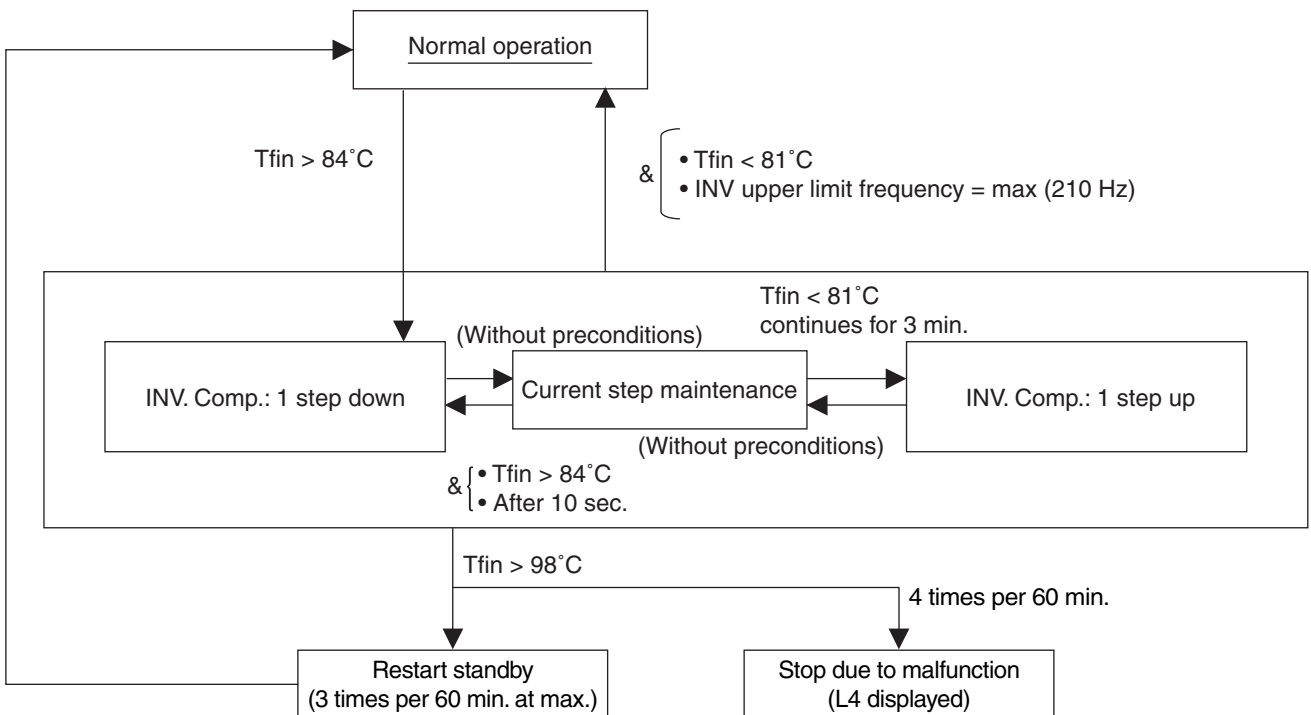 Normal operation
Tfin > 84˚C
&
• Tfin < 81˚C
• INV upper limit frequency = max (210 Hz)
Tfin < 81˚C
continues for 3 min.
(Without preconditions)
INV. Comp.: 1 step down
Current step maintenance
INV. Comp.: 1 step up
(Without preconditions)
&
• Tfin > 84˚C
• After 10 sec.
Tfin > 98˚C
4 times per 60 min.
Restart standby
(3 times per 60 min. at max.)
Stop due to malfunction
(L4 displayed)